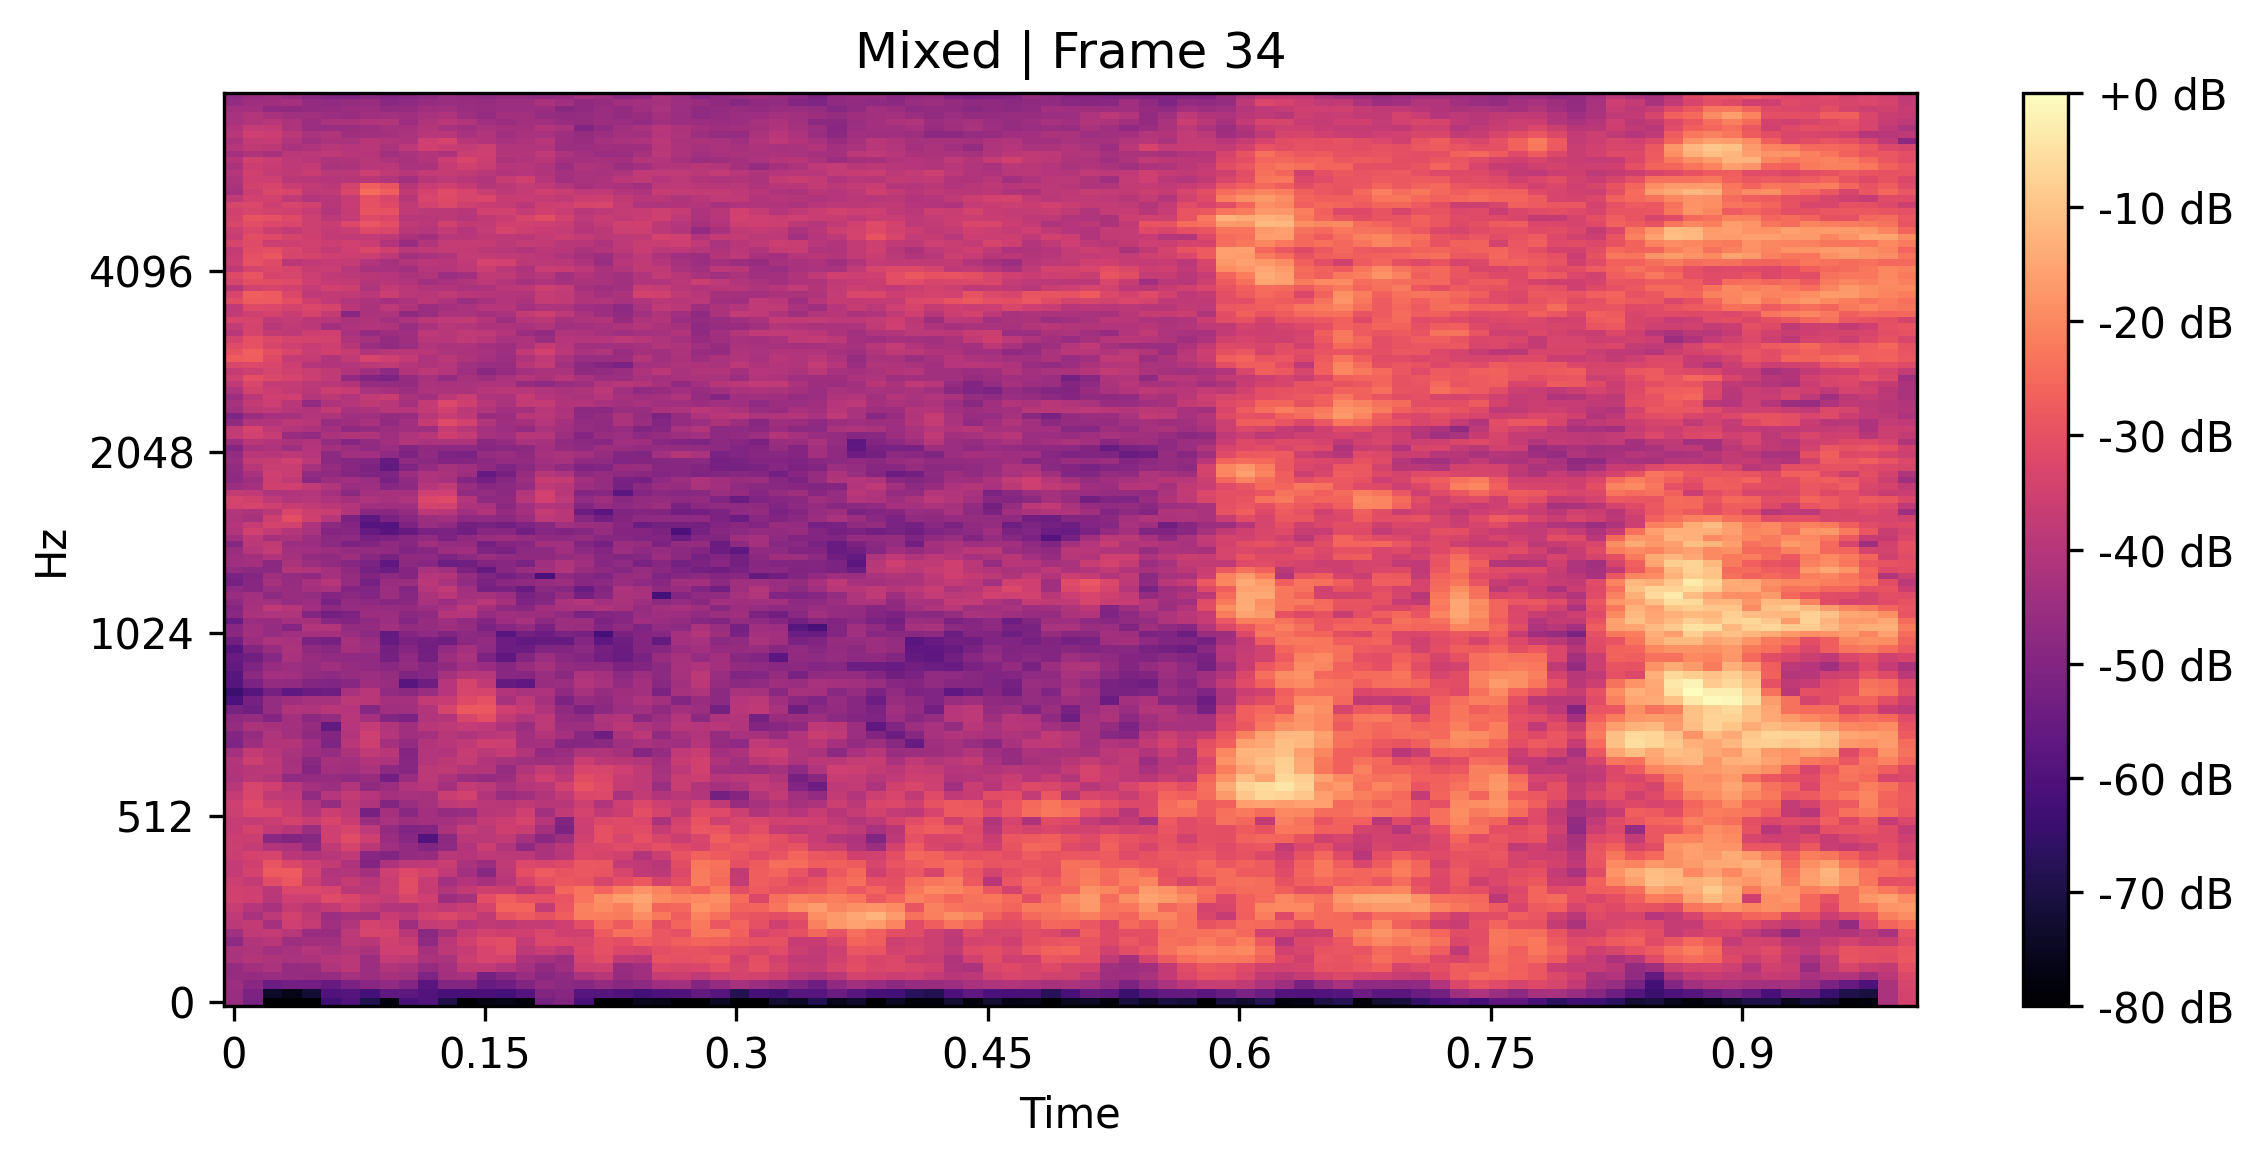 Mixed | Frame 34
+0 dB
-10 dB
-20 dB
-30 dB
-40 dB
-50 dB
-60 dB
-70 dB
-80 dB
Hz
4096
2048
1024
512
0
0 0.15 0.3 0.45 0.6 0.75 0.9
Time